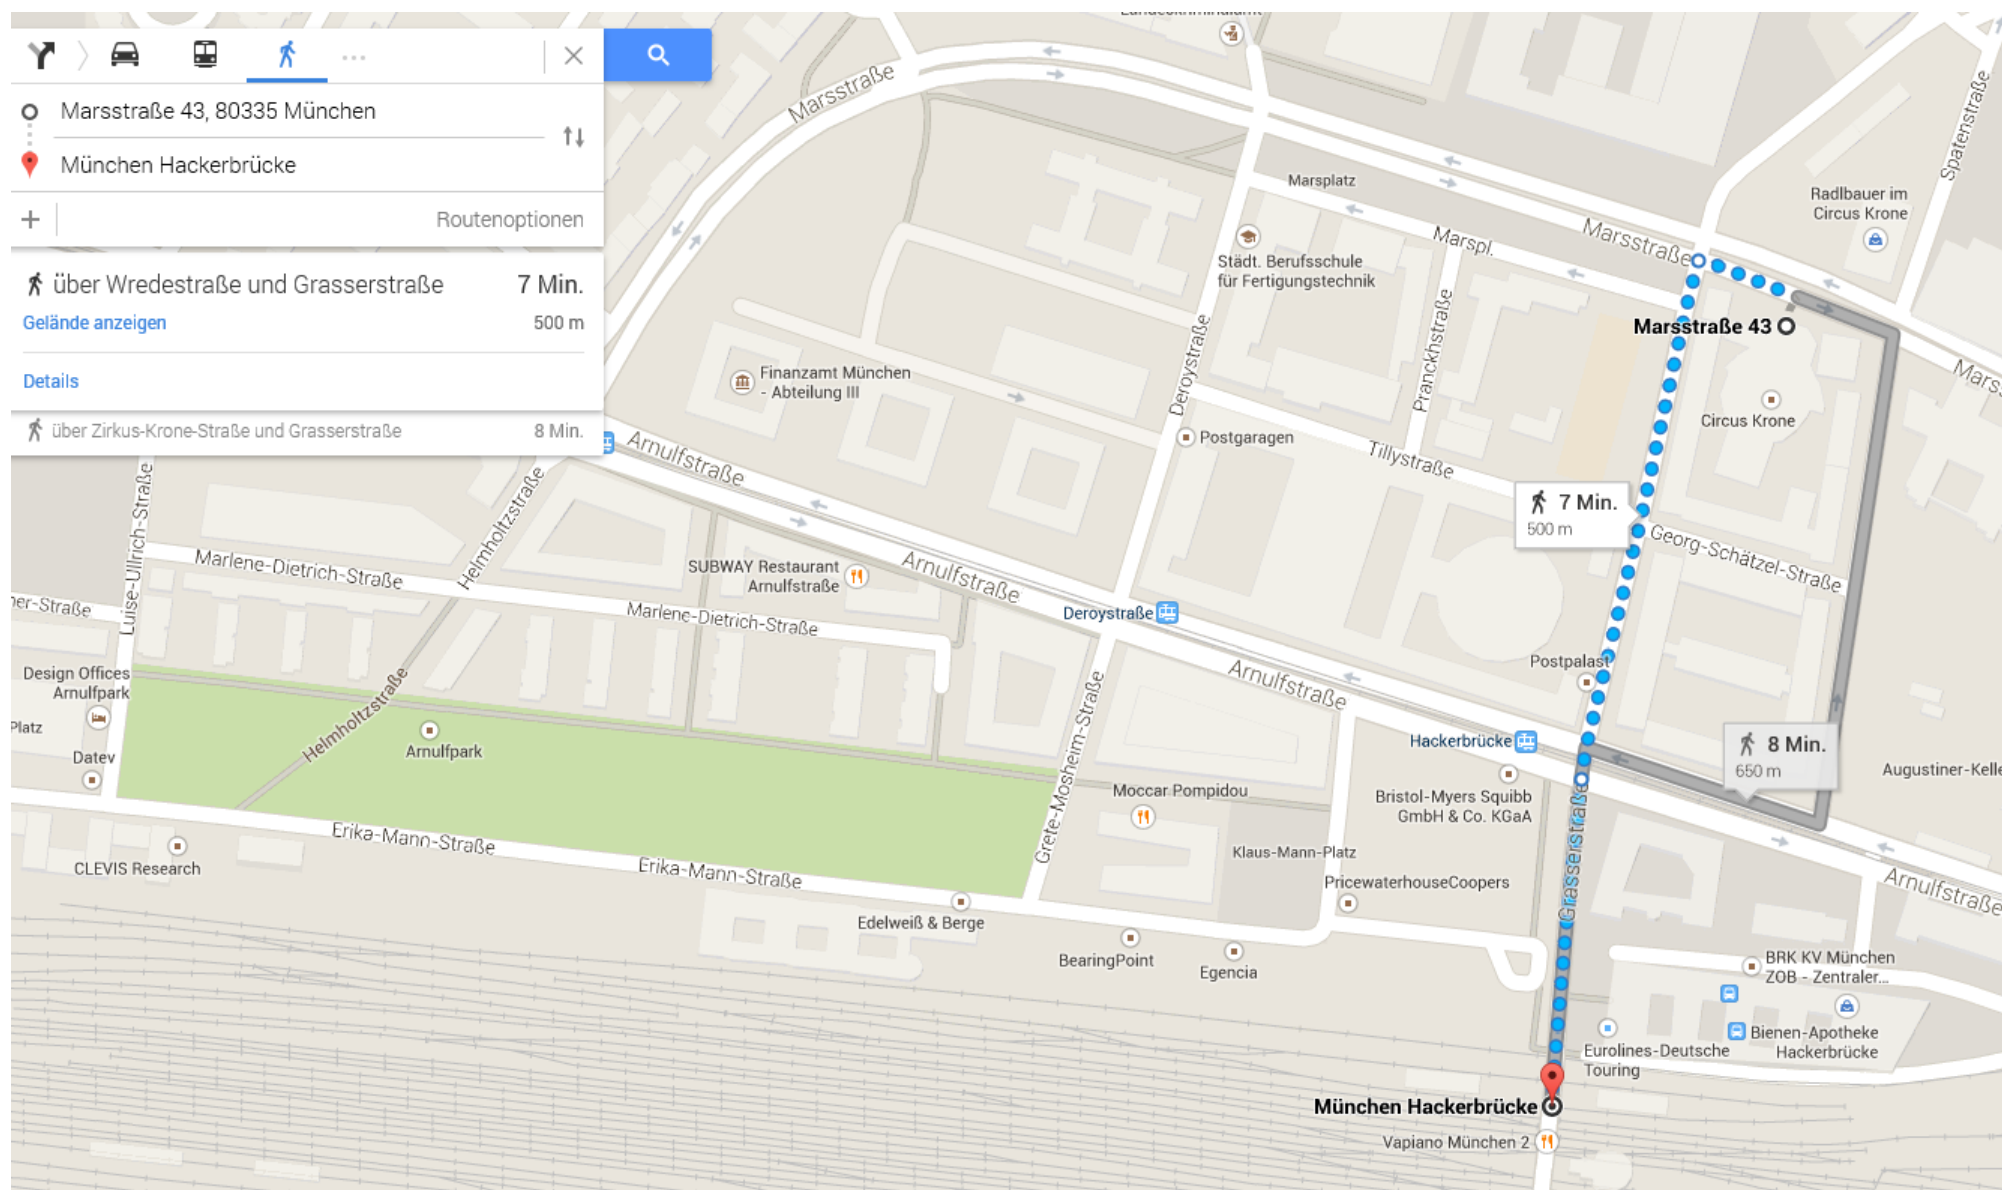 Marsstraße 43, 80335 München
München Hackerbrücke
Routenoptionen
über Wredestraße und Grasserstraße 7 Min.
Gelände anzeigen 500 m
Details
über Zirkus-Krone-Straße und Grasserstraße 8 Min.
Marsstraße
Spatenstraße
Marsplatz
Radlbauer im
Circus Krone
Marsstraße
Marspl.
Städt. Berufsschule
für Fertigungstechnik
Marsstraße 43
Pranckhstraße
Deroystraße
Finanzamt München
- Abteilung III
Mars
Circus Krone
Postgaragen
Arnulfstraße
Tillystraße
7 Min.
500 m
Georg-Schätzel-Straße
Luise-Ullrich-Straße
Helmholtzstraße
Marlene-Dietrich-Straße
SUBWAY Restaurant
Arnulfstraße
Arnulfstraße
ner-Straße
Marlene-Dietrich-Straße
Deroystraße
Postpalast
Design Offices
Arnulfpark
Arnulfstraße
Platz
Helmholtzstraße
Arnulfpark
Grete-Mosheim-Straße
Hackerbrücke
8 Min.
650 m
Datev
Augustiner-Kelle
Moccar Pompidou
Bristol-Myers Squibb
GmbH & Co. KGaA
Erika-Mann-Straße
Klaus-Mann-Platz
CLEVIS Research
Erika-Mann-Straße
PricewaterhouseCoopers
Grasserstraße
Arnulfstraße
Edelweiß & Berge
BearingPoint
Egencia
BRK KV München
ZOB - Zentraler...
Bienen-Apotheke
Hackerbrücke
Eurolines-Deutsche
Touring
München Hackerbrücke
Vapiano München 2